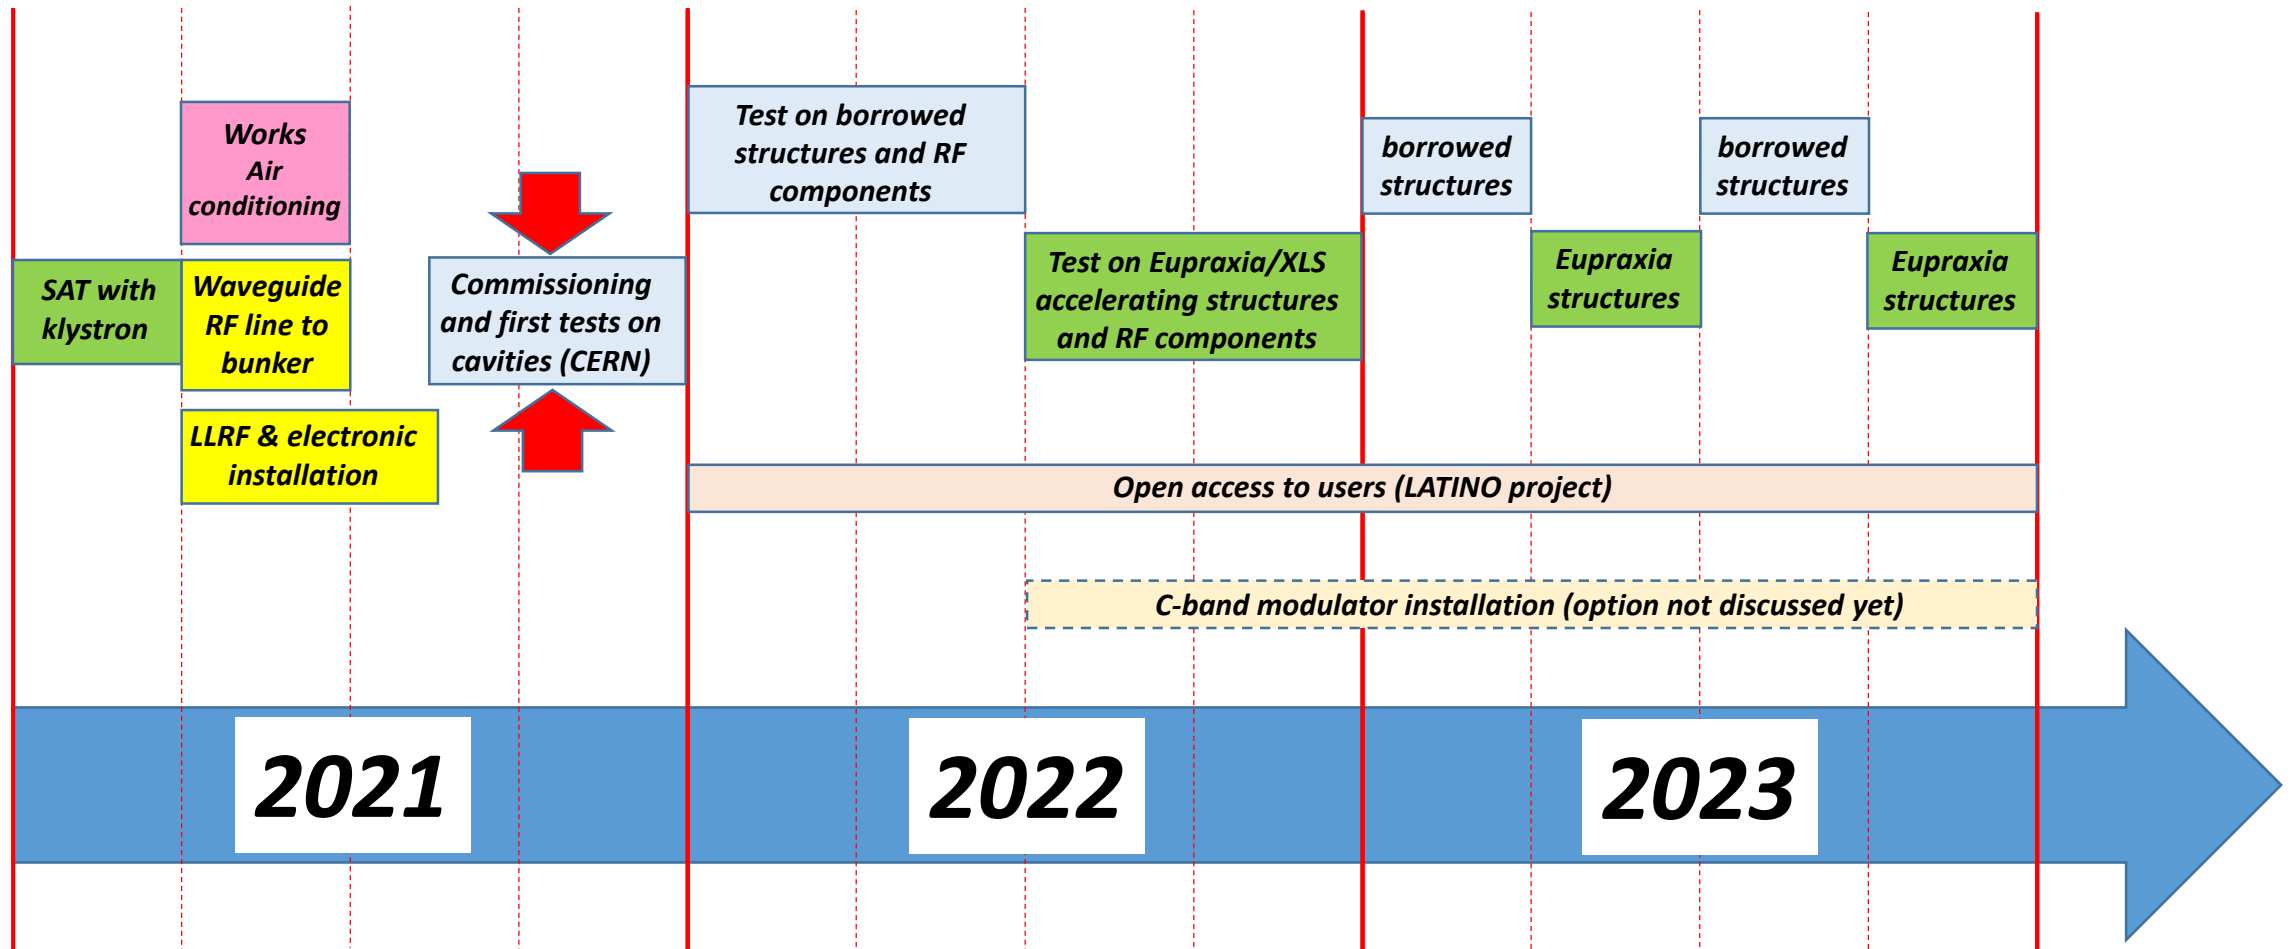 Works
Air
conditioning
SAT with
klystron
Waveguide
RF line to
bunker
LLRF & electronic
installation
Commissioning
and first tests on
cavities (CERN)
Test on borrowed
structures and RF
components
Test on Eupraxia/XLS
accelerating structures
and RF components
borrowed
structures
Eupraxia
structures
borrowed
structures
Eupraxia
structures
Open access to users (LATINO project)
C-band modulator installation (option not discussed yet)
2021
2022
2023